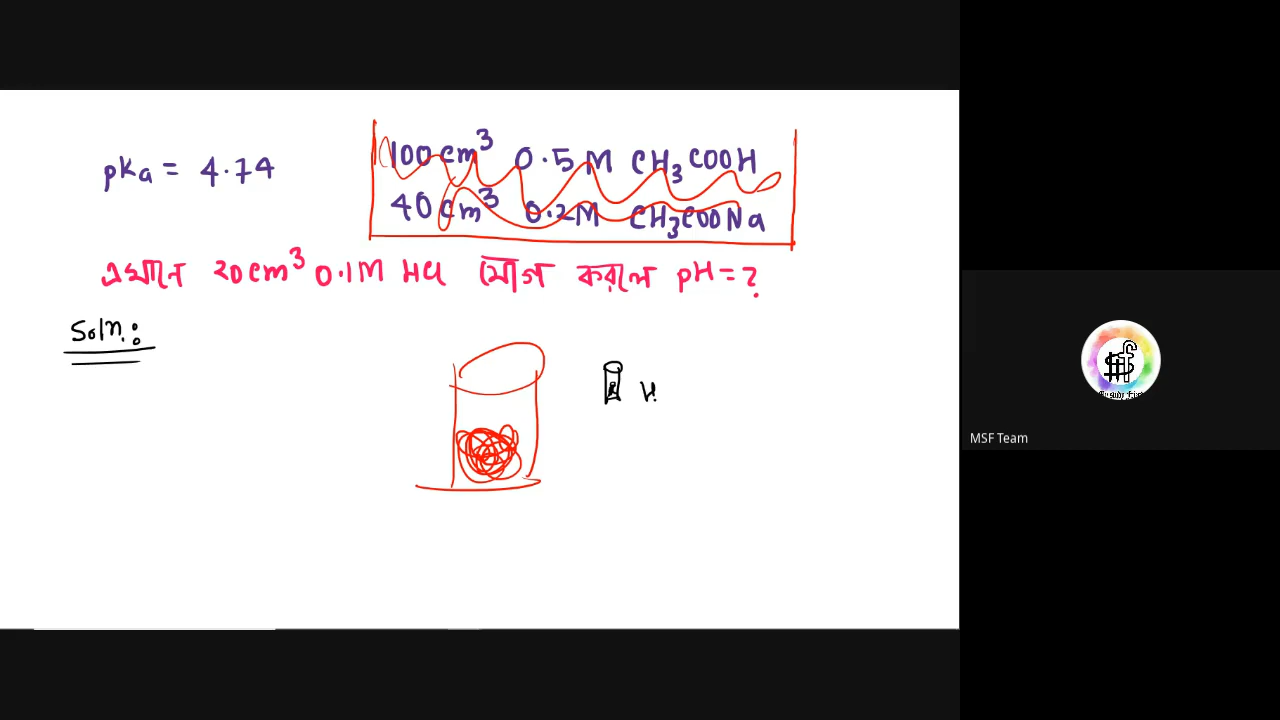 pKa = 4.74
100 cm³ 0.5 M CH₃COOH
40 cm³ 0.2M CH₃COONa
এখানে 20 cm³ 0.1M HCl যোগ করলে pH = ?
Soln.:
H.
MSF Team